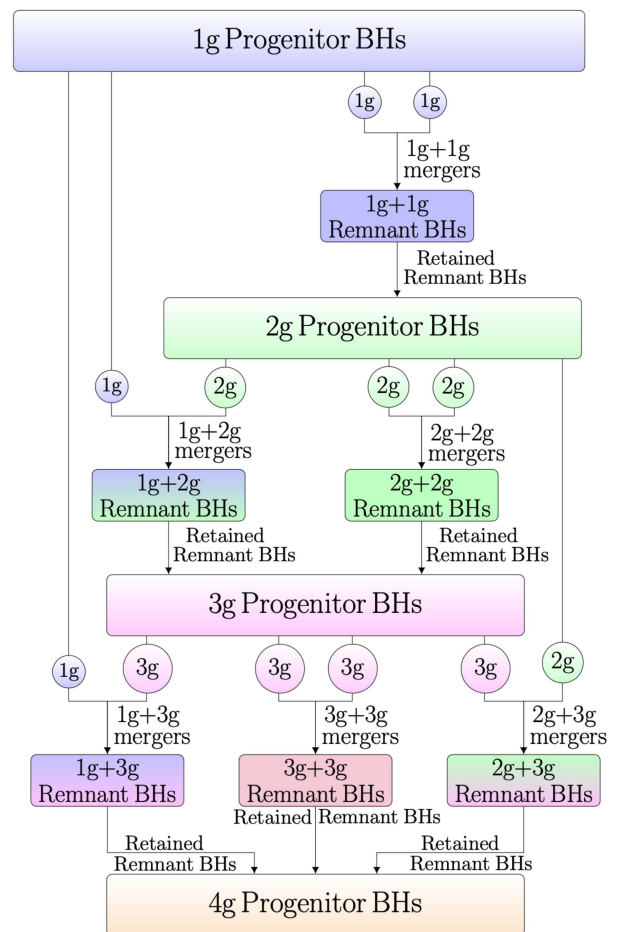 1g Progenitor BHs
1g
1g
1g+1g
mergers
1g+1g
Remnant BHs
Retained
Remnant BHs
2g Progenitor BHs
1g
2g
2g
2g
1g+2g
mergers
2g+2g
mergers
1g+2g
Remnant BHs
2g+2g
Remnant BHs
Retained
Remnant BHs
Retained
Remnant BHs
3g Progenitor BHs
1g
3g
3g
3g
3g
2g
1g+3g
mergers
3g+3g
mergers
2g+3g
mergers
1g+3g
Remnant BHs
3g+3g
Remnant BHs
2g+3g
Remnant BHs
Retained Remnant BHs
Retained
Remnant BHs
Retained
Remnant BHs
4g Progenitor BHs